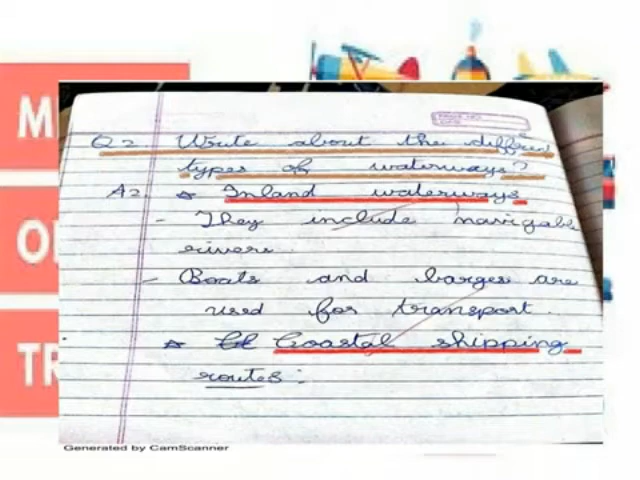 M
Q2 Write about the different
types of waterways?
A2. ☆ Inland waterways
- They include navigable
rivers.
- Boats and barges are
used for transport.
☆ Coastal shipping
routes :
O
TR
Generated by CamScanner